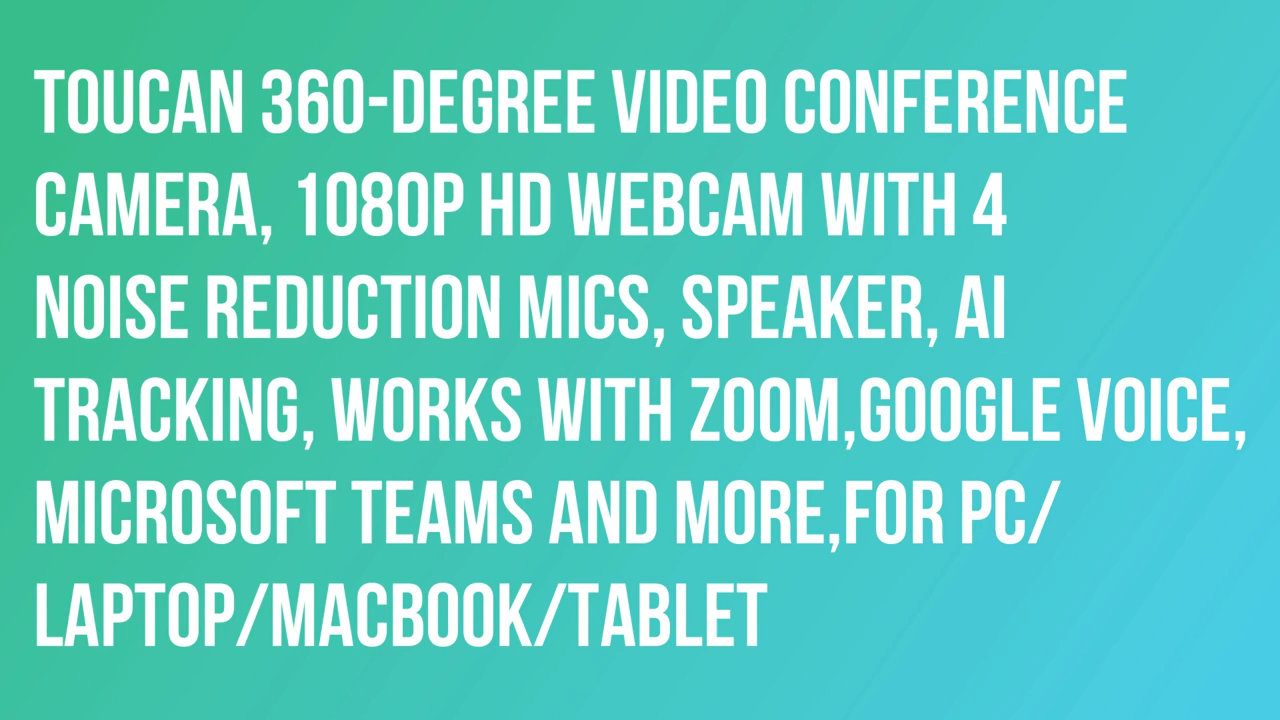 TOUCAN 360-DEGREE VIDEO CONFERENCE
CAMERA, 1080P HD WEBCAM WITH 4
NOISE REDUCTION MICS, SPEAKER, AI
TRACKING, WORKS WITH ZOOM,GOOGLE VOICE,
MICROSOFT TEAMS AND MORE,FOR PC/
LAPTOP/MACBOOK/TABLET